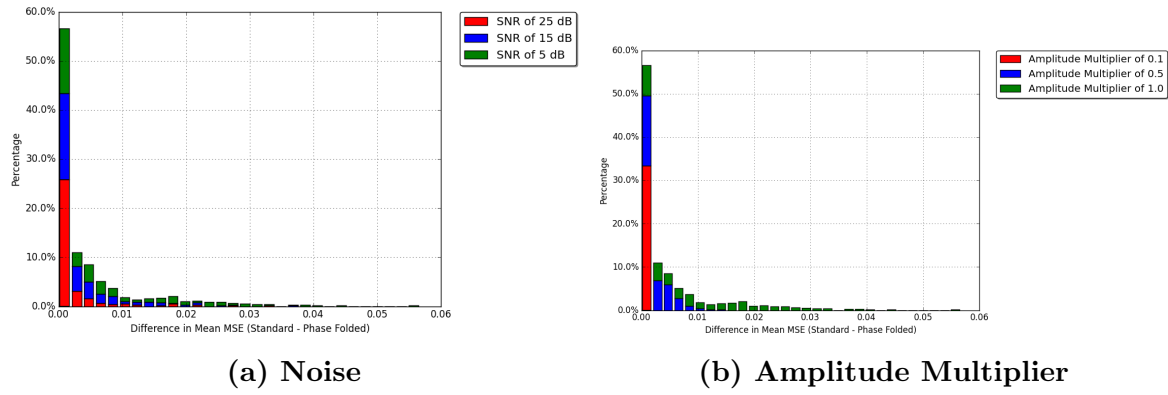 60.0%
50.0%
40.0%
30.0%
20.0%
10.0%
0.0%
Percentage
0.00 0.01 0.02 0.03 0.04 0.05 0.06
Difference in Mean MSE (Standard - Phase Folded)
SNR of 25 dB
SNR of 15 dB
SNR of 5 dB
(a) Noise
60.0%
50.0%
40.0%
30.0%
20.0%
10.0%
0.0%
Percentage
0.00 0.01 0.02 0.03 0.04 0.05 0.06
Difference in Mean MSE (Standard - Phase Folded)
Amplitude Multiplier of 0.1
Amplitude Multiplier of 0.5
Amplitude Multiplier of 1.0
(b) Amplitude Multiplier